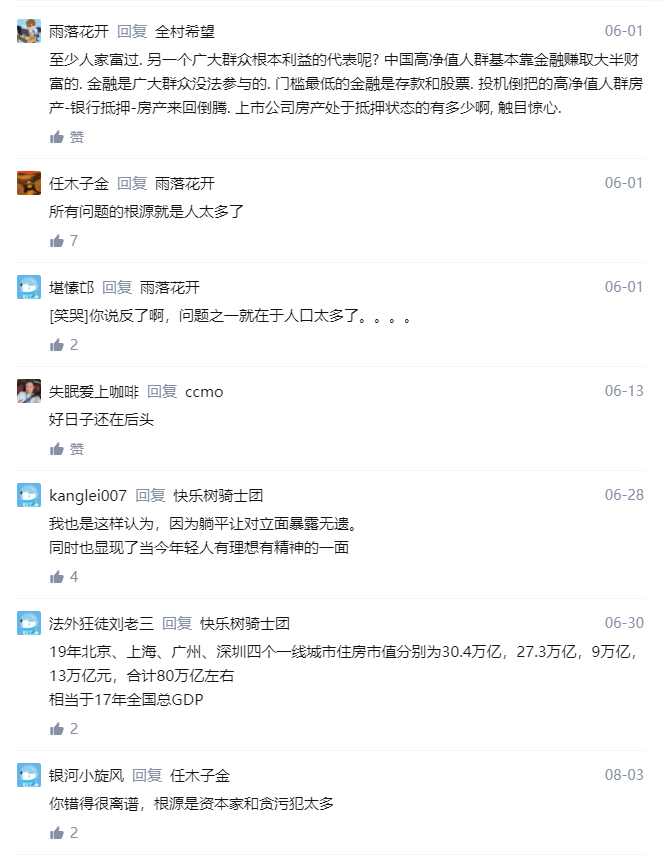 雨落花开 回复 全村希望 06-01
至少人家富过. 另一个广大群众根本利益的代表呢? 中国高净值人群基本靠金融赚取大半财
富的. 金融是广大群众没法参与的. 门槛最低的金融是存款和股票. 投机倒把的高净值人群房
产-银行抵押-房产来回倒腾. 上市公司房产处于抵押状态的有多少啊, 触目惊心.
赞
任木子金 回复 雨落花开 06-01
所有问题的根源就是人太多了
7
堪愫邙 回复 雨落花开 06-01
[笑哭]你说反了啊，问题之一就在于人口太多了。。。。
2
失眠爱上咖啡 回复 ccmo 06-13
好日子还在后头
赞
kanglei007 回复 快乐树骑士团 06-28
我也是这样认为，因为躺平让对立面暴露无遗。
同时也显现了当今年轻人有理想有精神的一面
4
法外狂徒刘老三 回复 快乐树骑士团 06-30
19年北京、上海、广州、深圳四个一线城市住房市值分别为30.4万亿，27.3万亿，9万亿，
13万亿元，合计80万亿左右
相当于17年全国总GDP
2
银河小旋风 回复 任木子金 08-03
你错得很离谱，根源是资本家和贪污犯太多
2